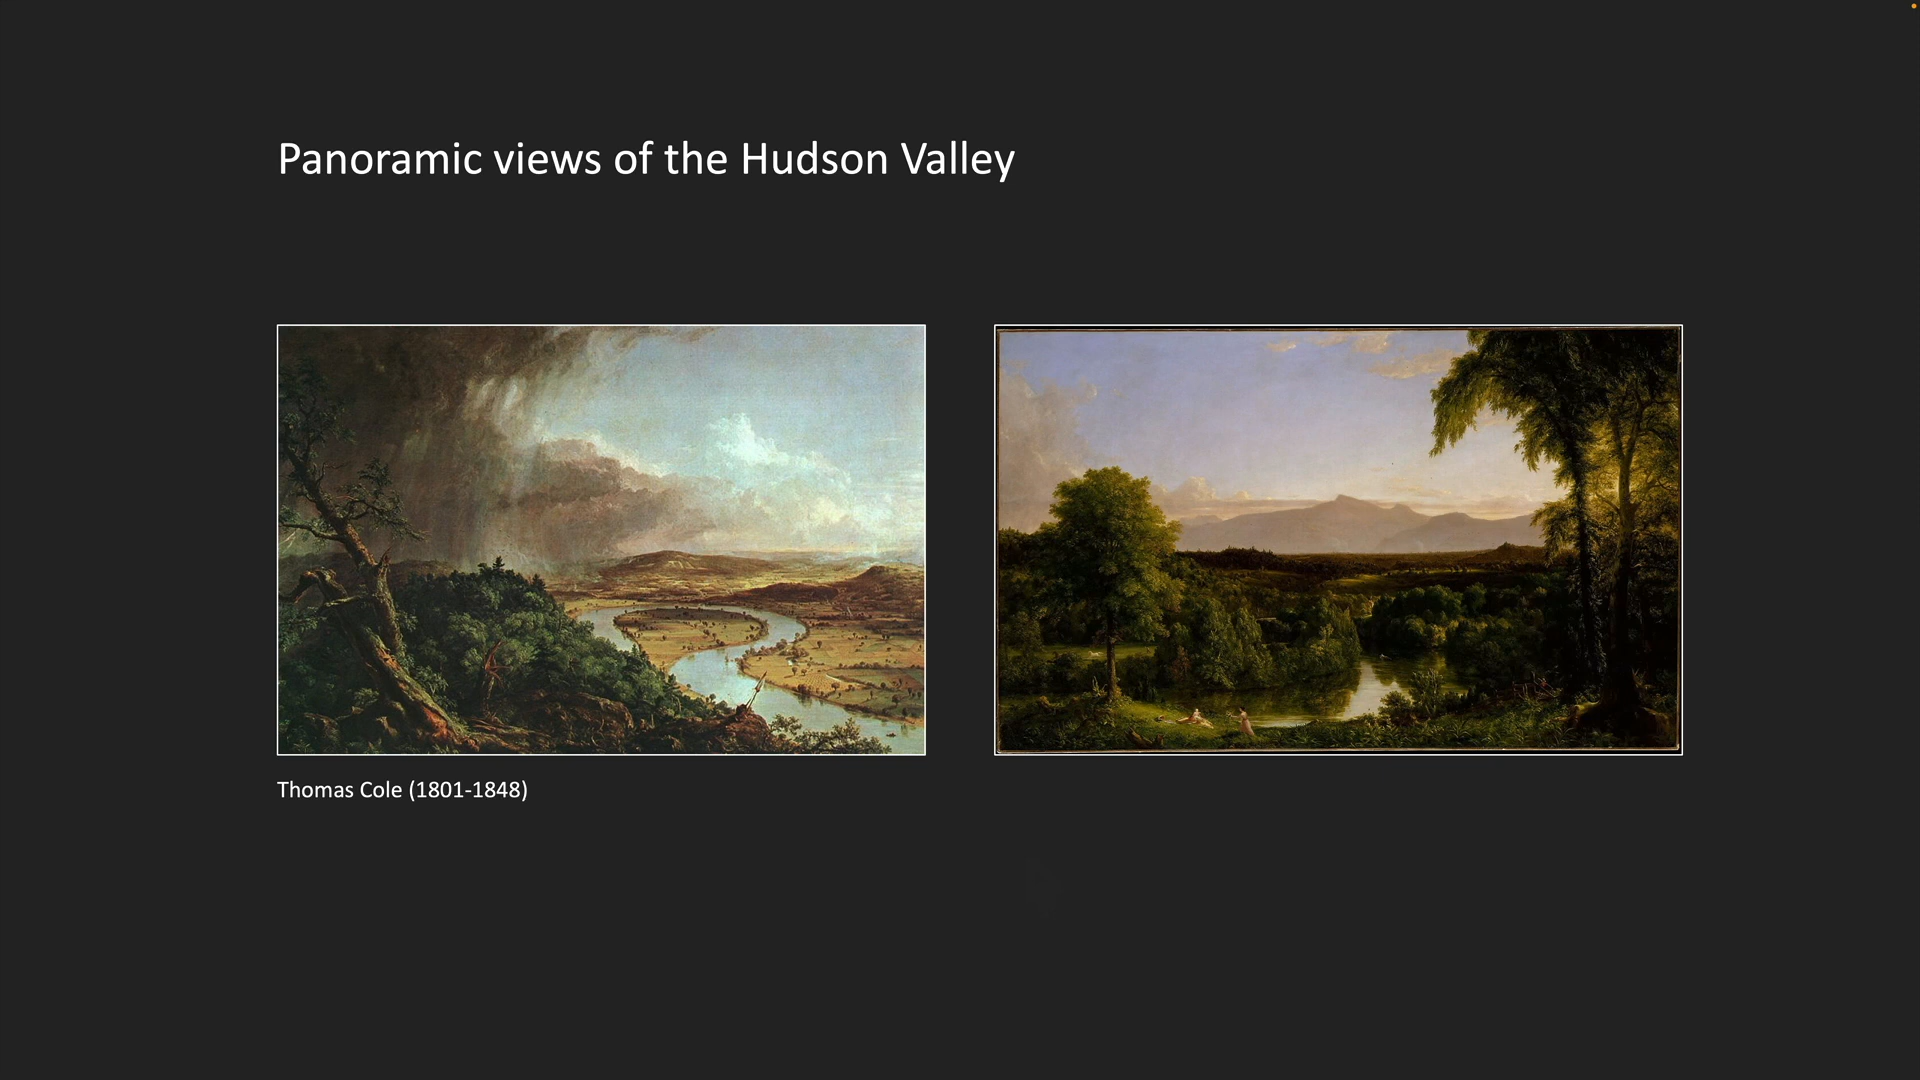 Panoramic views of the Hudson Valley
Thomas Cole (1801-1848)